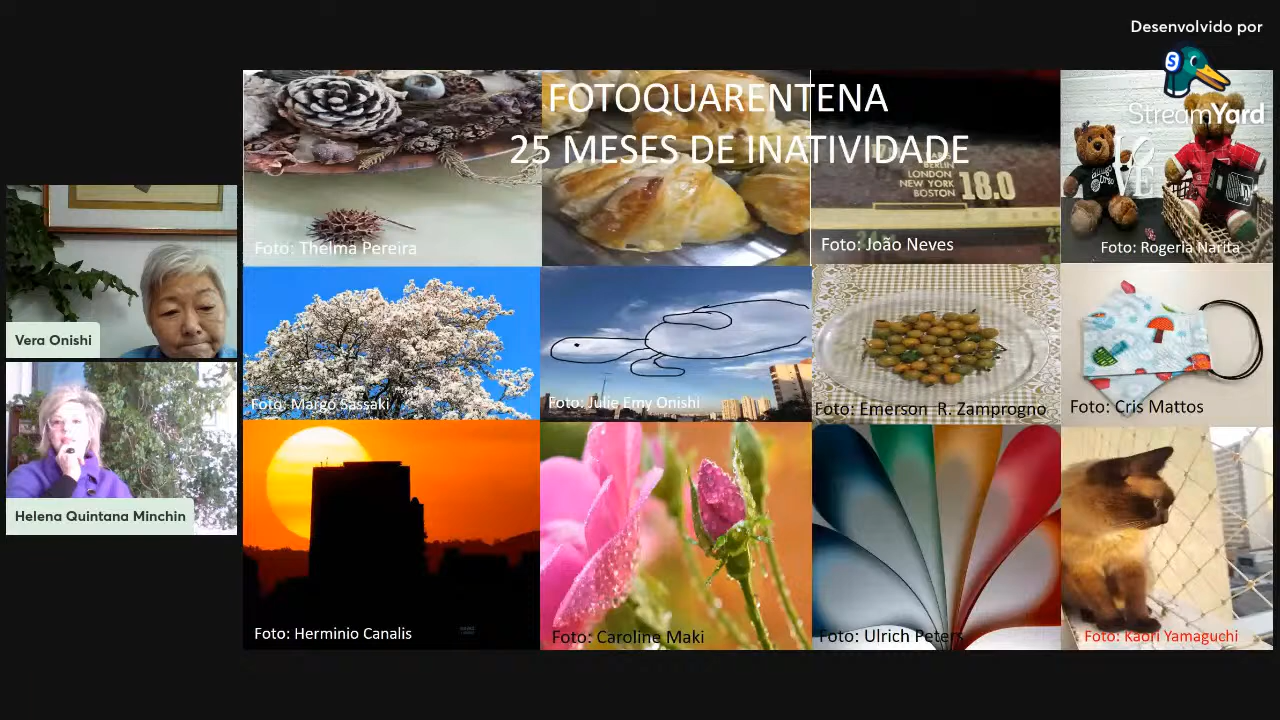 Desenvolvido por
S
StreamYard
FOTOQUARENTENA
25 MESES DE INATIVIDADE
BERLIN
LONDON
NEW YORK
BOSTON
18.0
LOVE
Foto: Thelma Pereira
Foto: João Neves
Foto: Rogeria Narita
Vera Onishi
Foto: Margo Sassaki
Foto: Julie Emy Onishi
Foto: Emerson R. Zamprogno
Foto: Cris Mattos
Helena Quintana Minchin
Foto: Herminio Canalis
Foto: Caroline Maki
Foto: Ulrich Peters
Foto: Kaori Yamaguchi